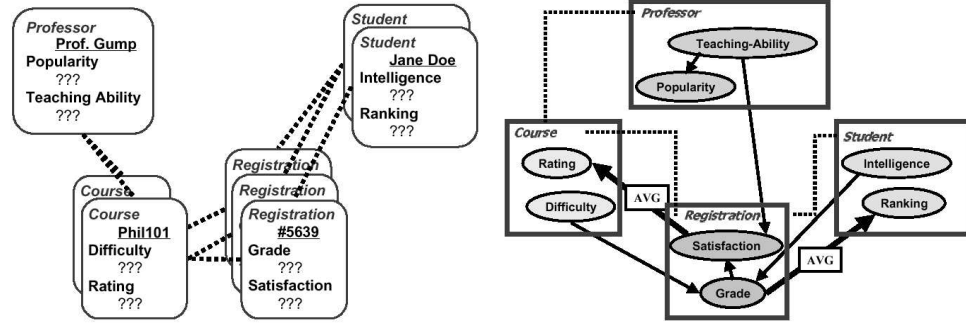 Professor
Prof. Gump
Popularity
???
Teaching Ability
???
Student
Student
Jane Doe
Intelligence
???
Ranking
???
Course
Course
Phil101
Difficulty
???
Rating
???
Registration
Registration
Registration
#5639
Grade
???
Satisfaction
???
Professor
Teaching-Ability
Popularity
Course
Rating
Difficulty
Student
Intelligence
Ranking
AVG
Registration
Satisfaction
AVG
Grade